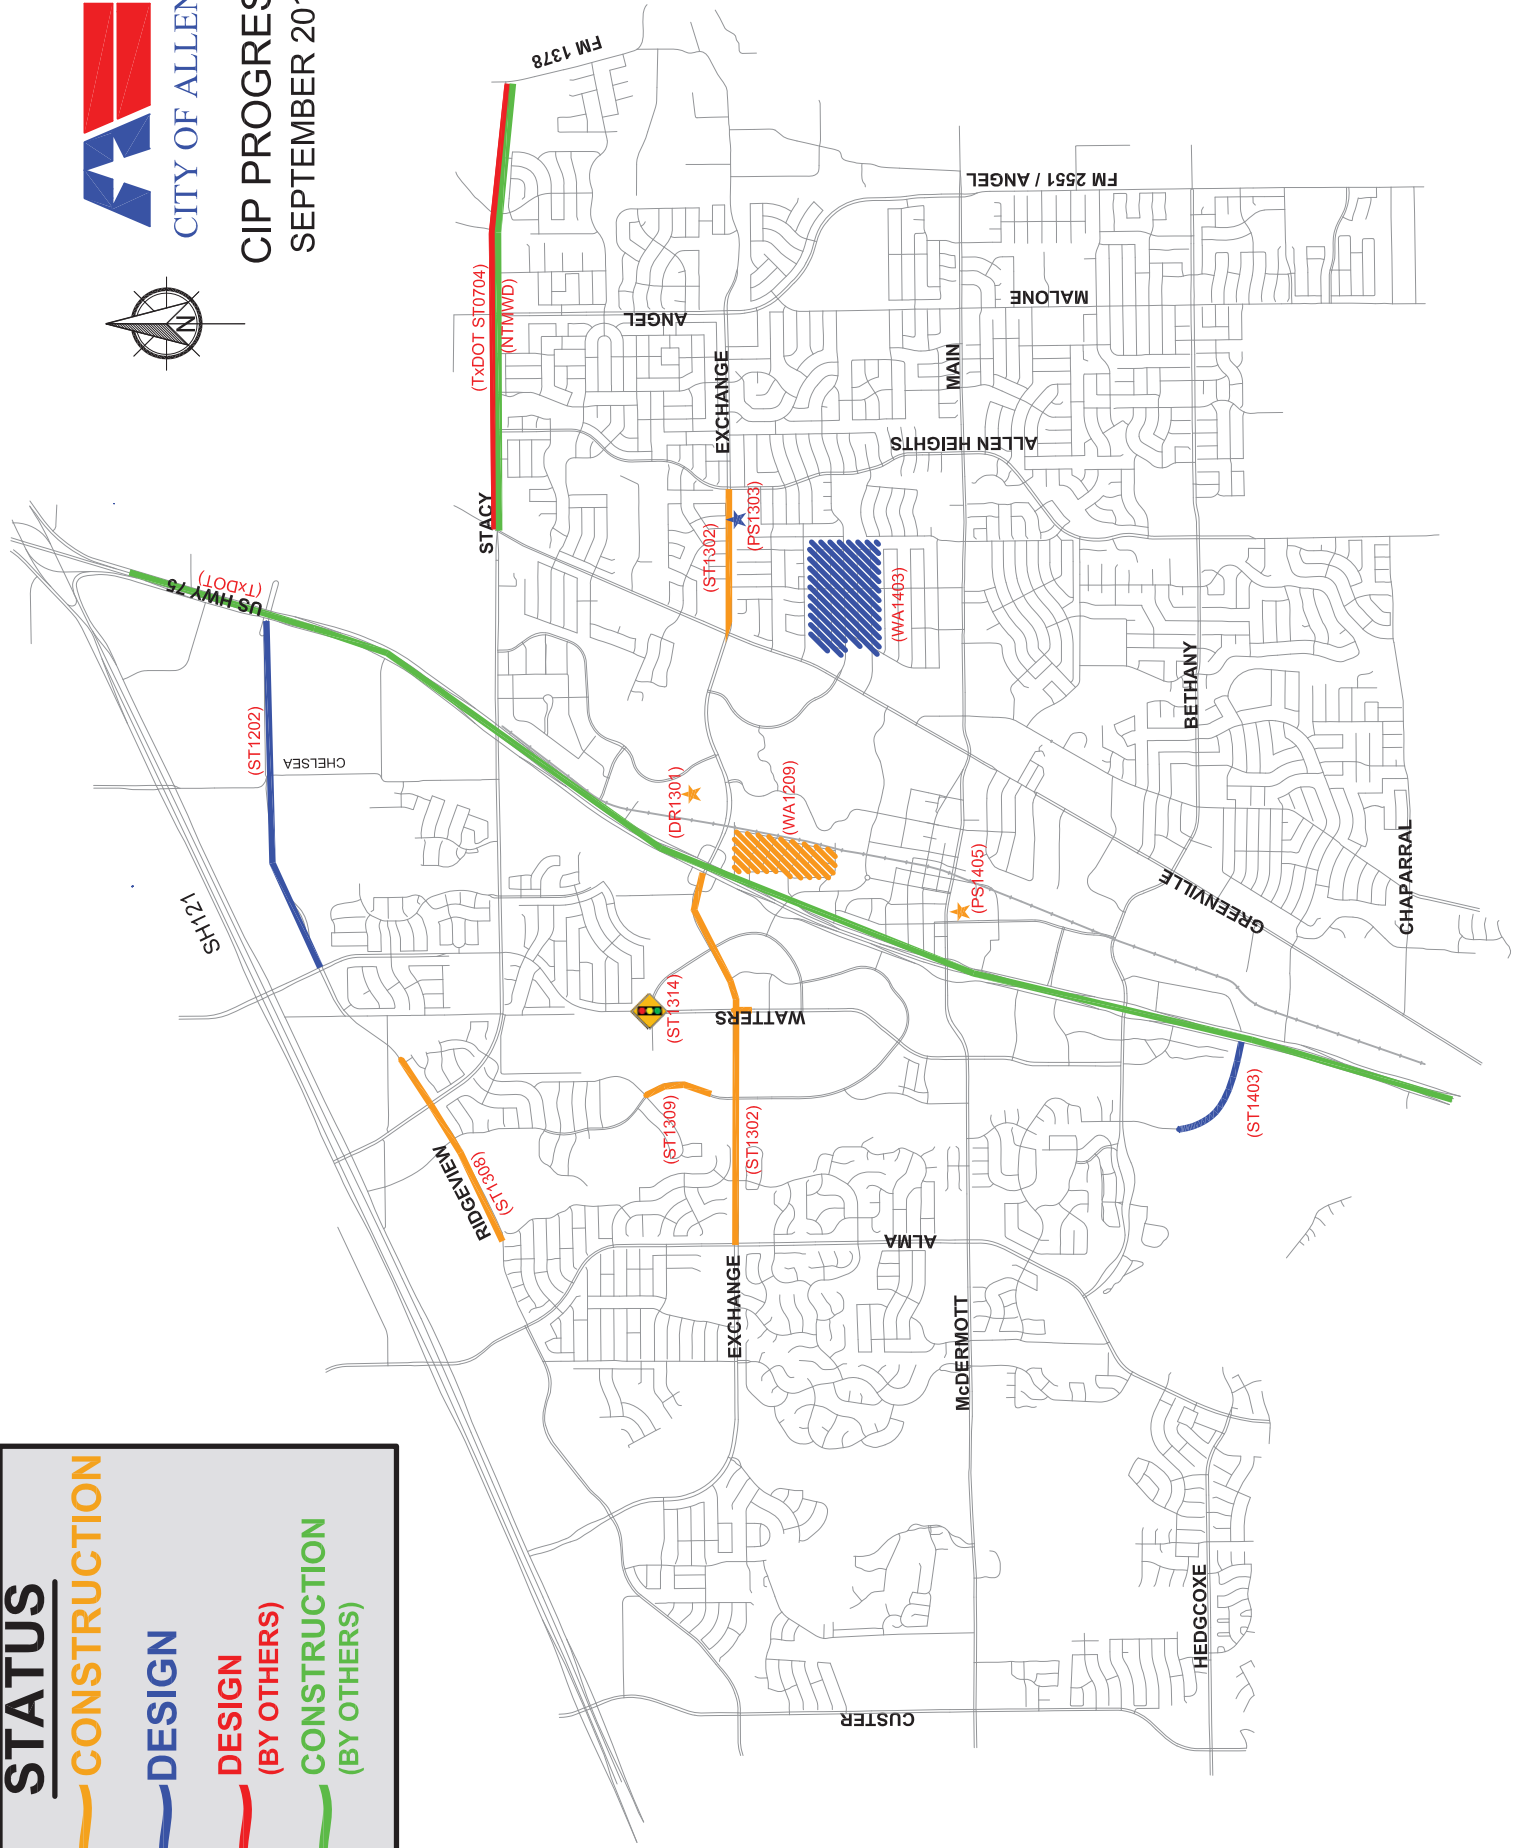 CITY OF ALLEN
CIP PROGRES
SEPTEMBER 201
N
STATUS
CONSTRUCTION
DESIGN
DESIGN
(BY OTHERS)
CONSTRUCTION
(BY OTHERS)
FM 1378
FM 2551 / ANGEL
(TxDOT ST0704)
(NTMWD)
ANGEL
MALONE
EXCHANGE
MAIN
ALLEN HEIGHTS
STACY
(ST1302)
(PS1303)
(WA1403)
US HWY 75
(TxDOT)
(ST1202)
CHELSEA
BETHANY
(DR1301)
(WA1209)
(PS1405)
GREENVILLE
CHAPARRAL
SH121
(ST1314)
WATTERS
(ST1309)
(ST1302)
(ST1403)
RIDGEVIEW
(ST1308)
ALMA
EXCHANGE
McDERMOTT
HEDGCOXE
CUSTER